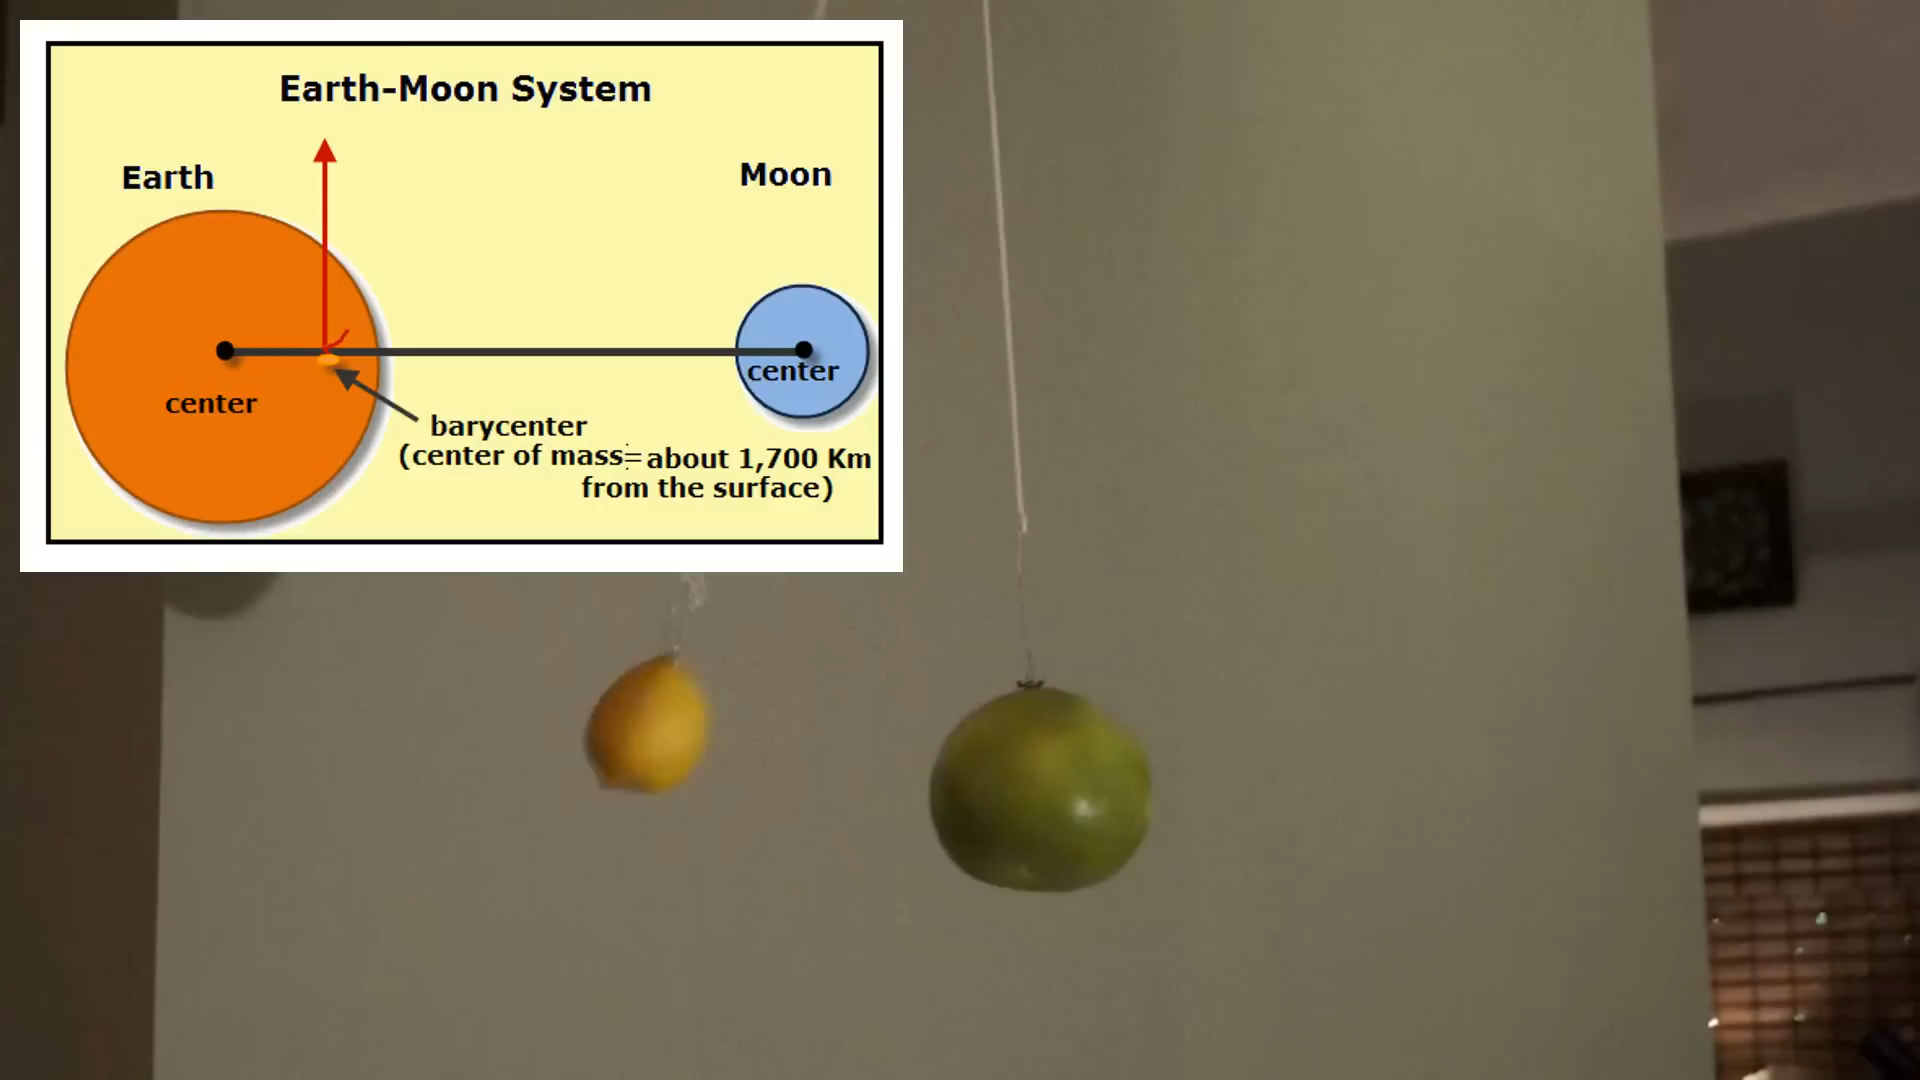 Earth-Moon System
Earth
Moon
center
center
barycenter
(center of mass= about 1,700 Km
from the surface)